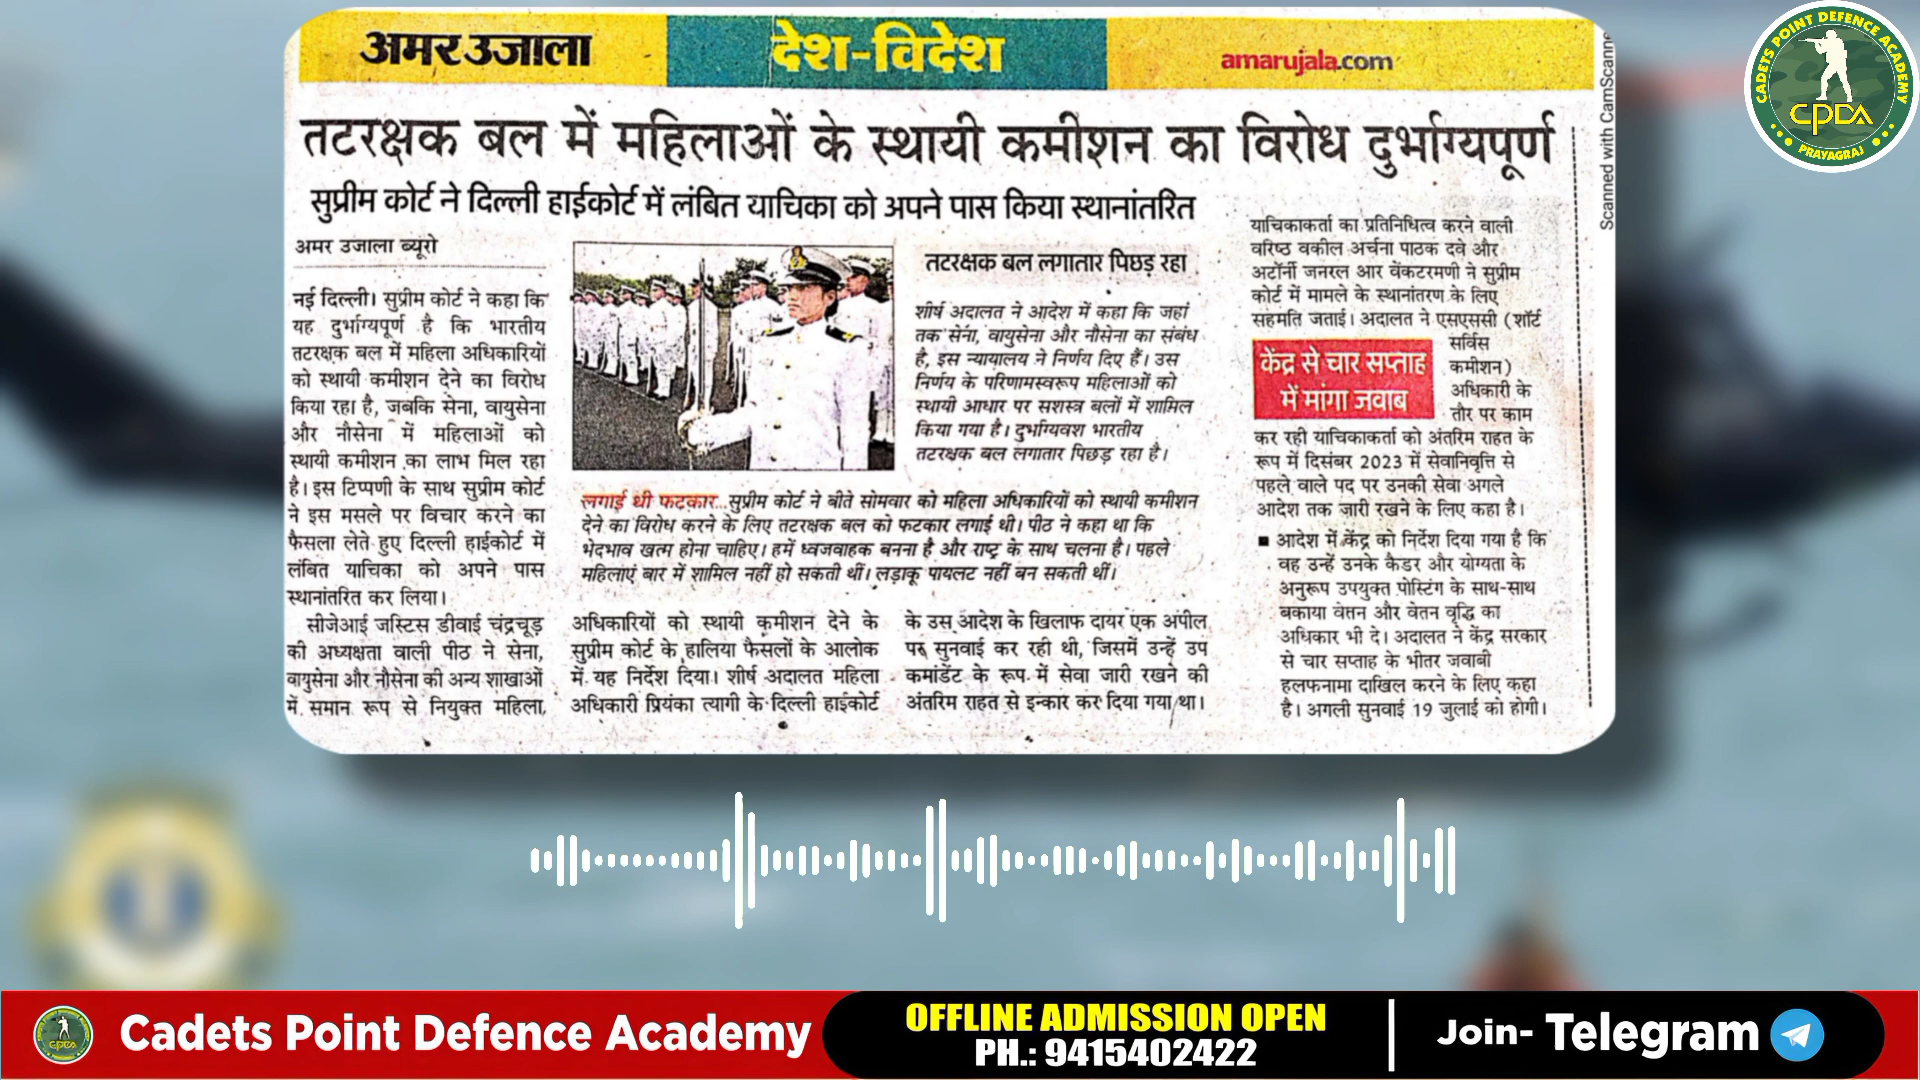 अमर उजाला
देश-विदेश
amarujala.com
Scanned with CamScanne
CADETS POINT DEFENCE ACADEMY
CPDA
PRAYAGRAJ
तटरक्षक बल में महिलाओं के स्थायी कमीशन का विरोध दुर्भाग्यपूर्ण
सुप्रीम कोर्ट ने दिल्ली हाईकोर्ट में लंबित याचिका को अपने पास किया स्थानांतरित
अमर उजाला ब्यूरो
नई दिल्ली। सुप्रीम कोर्ट ने कहा कि
यह दुर्भाग्यपूर्ण है कि भारतीय
तटरक्षक बल में महिला अधिकारियों
को स्थायी कमीशन देने का विरोध
किया रहा है, जबकि सेना, वायुसेना
और नौसेना में महिलाओं को
स्थायी कमीशन का लाभ मिल रहा
है। इस टिप्पणी के साथ सुप्रीम कोर्ट
ने इस मसले पर विचार करने का
फैसला लेते हुए दिल्ली हाईकोर्ट में
लंबित याचिका को अपने पास
स्थानांतरित कर लिया।
सीजेआई जस्टिस डीवाई चंद्रचूड़
की अध्यक्षता वाली पीठ ने सेना,
वायुसेना और नौसेना की अन्य शाखाओं
में समान रूप से नियुक्त महिला
तटरक्षक बल लगातार पिछड़ रहा
शीर्ष अदालत ने आदेश में कहा कि जहां
तक सेना, वायुसेना और नौसेना का संबंध
है, इस न्यायालय ने निर्णय दिए हैं। उस
निर्णय के परिणामस्वरूप महिलाओं को
स्थायी आधार पर सशस्त्र बलों में शामिल
किया गया है। दुर्भाग्यवश भारतीय
तटरक्षक बल लगातार पिछड़ रहा है।
लगाई थी फटकार...सुप्रीम कोर्ट ने बीते सोमवार को महिला अधिकारियों को स्थायी कमीशन
देने का विरोध करने के लिए तटरक्षक बल को फटकार लगाई थी। पीठ ने कहा था कि
भेदभाव खत्म होना चाहिए। हमें ध्वजवाहक बनना है और राष्ट्र के साथ चलना है। पहले
महिलाएं बार में शामिल नहीं हो सकती थीं। लड़ाकू पायलट नहीं बन सकती थीं।
अधिकारियों को स्थायी कमीशन देने के
सुप्रीम कोर्ट के हालिया फैसलों के आलोक
में यह निर्देश दिया। शीर्ष अदालत महिला
अधिकारी प्रियंका त्यागी के दिल्ली हाईकोर्ट
के उस आदेश के खिलाफ दायर एक अपील
पर सुनवाई कर रही थी, जिसमें उन्हें उप
कमांडेंट के रूप में सेवा जारी रखने की
अंतरिम राहत से इन्कार कर दिया गया था।
याचिकाकर्ता का प्रतिनिधित्व करने वाली
वरिष्ठ वकील अर्चना पाठक दवे और
अटॉर्नी जनरल आर वेंकटरमणी ने सुप्रीम
कोर्ट में मामले के स्थानांतरण के लिए
सहमति जताई। अदालत ने एसएससी (शॉर्ट
सर्विस
कमीशन)
अधिकारी के
तौर पर काम
केंद्र से चार सप्ताह
में मांगा जवाब
कर रही याचिकाकर्ता को अंतरिम राहत के
रूप में दिसंबर 2023 में सेवानिवृत्ति से
पहले वाले पद पर उनकी सेवा अगले
आदेश तक जारी रखने के लिए कहा है।
■ आदेश में केंद्र को निर्देश दिया गया है कि
वह उन्हें उनके कैडर और योग्यता के
अनुरूप उपयुक्त पोस्टिंग के साथ-साथ
बकाया वेतन और वेतन वृद्धि का
अधिकार भी दे। अदालत ने केंद्र सरकार
से चार सप्ताह के भीतर जवाबी
हलफनामा दाखिल करने के लिए कहा
है। अगली सुनवाई 19 जुलाई को होगी।
Cadets Point Defence Academy
OFFLINE ADMISSION OPEN
PH.: 9415402422
Join- Telegram